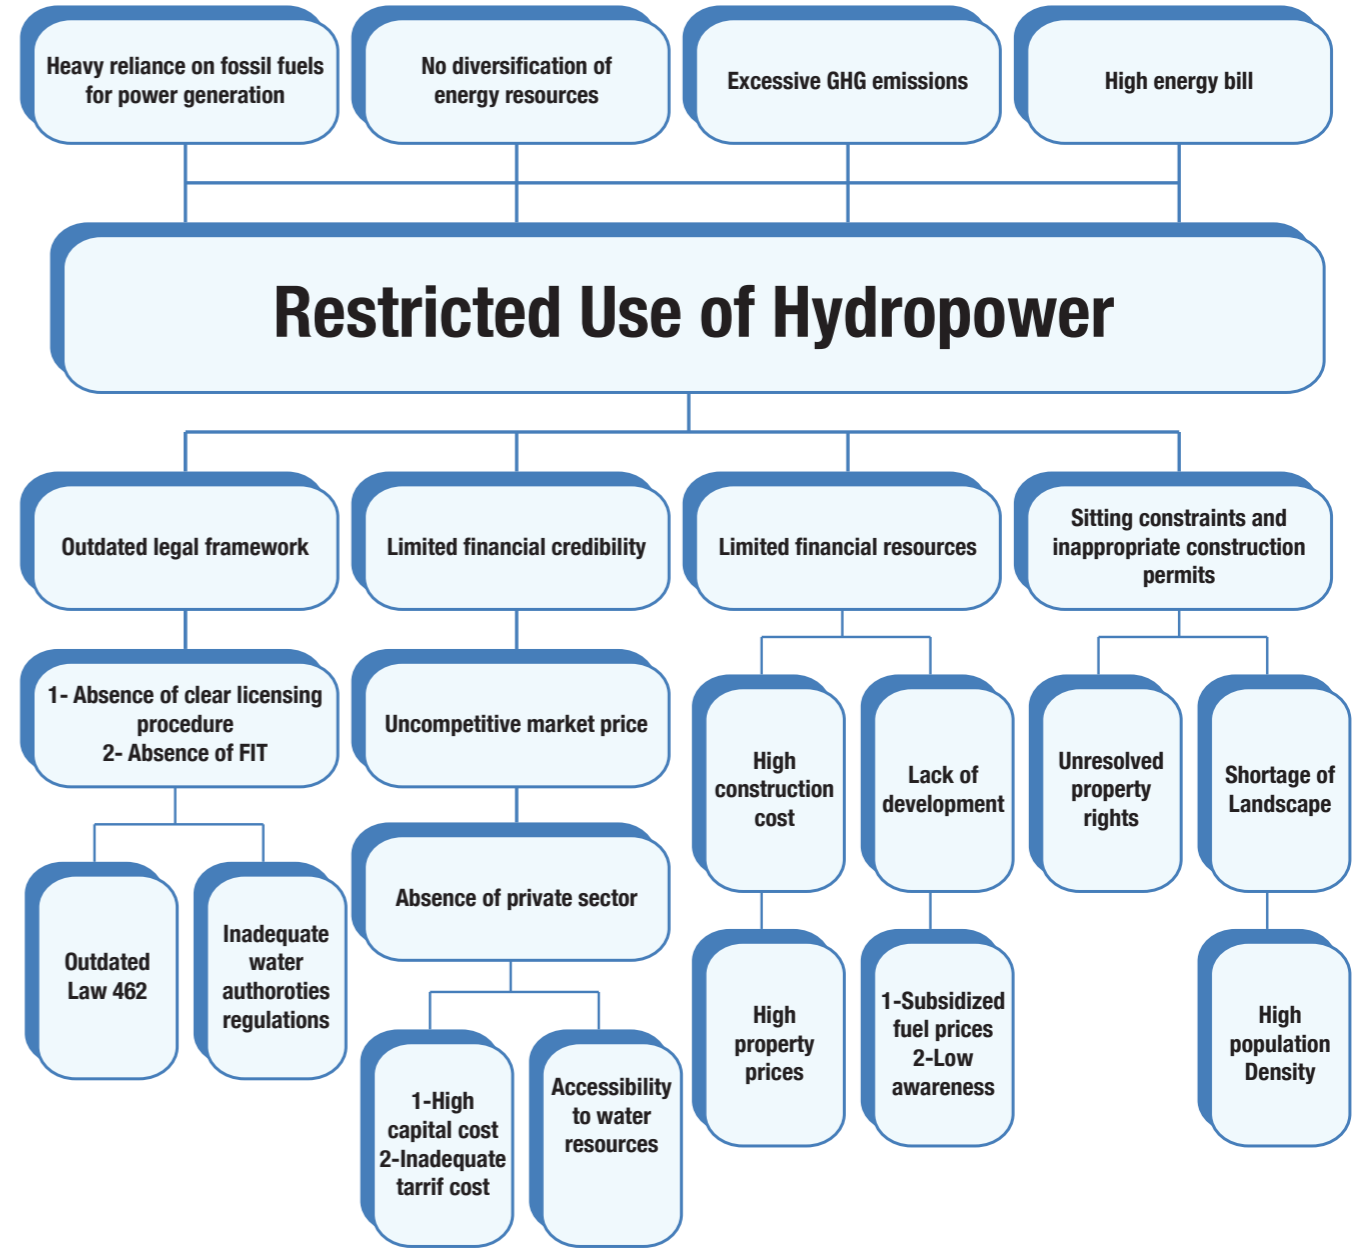 Heavy reliance on fossil fuels
for power generation
No diversification of
energy resources
Excessive GHG emissions
High energy bill
Restricted Use of Hydropower
Outdated legal framework
Limited financial credibility
Limited financial resources
Sitting constraints and
inappropriate construction
permits
1- Absence of clear licensing
procedure
2- Absence of FIT
Uncompetitive market price
High
construction
cost
Lack of
development
Unresolved
property
rights
Shortage of
Landscape
Outdated
Law 462
Inadequate
water
authoroties
regulations
Absence of private sector
High
property
prices
1-Subsidized
fuel prices
2-Low
awareness
High
population
Density
1-High
capital cost
2-Inadequate
tarrif cost
Accessibility
to water
resources